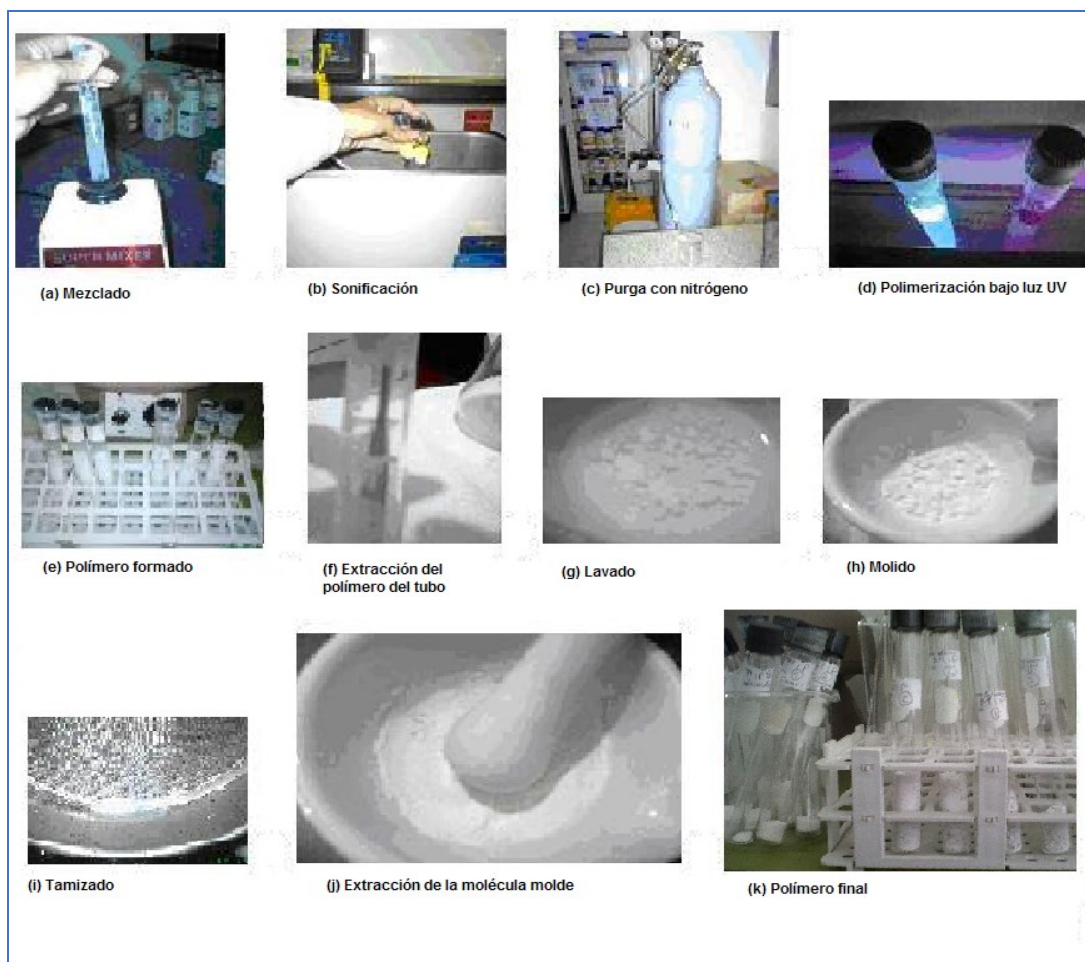 SUPER MIXER
(a) Mezclado
(b) Sonificación
(c) Purga con nitrógeno
(d) Polimerización bajo luz UV
(e) Polímero formado
(f) Extracción del
polímero del tubo
(g) Lavado
(h) Molido
(i) Tamizado
(j) Extracción de la molécula molde
(k) Polímero final